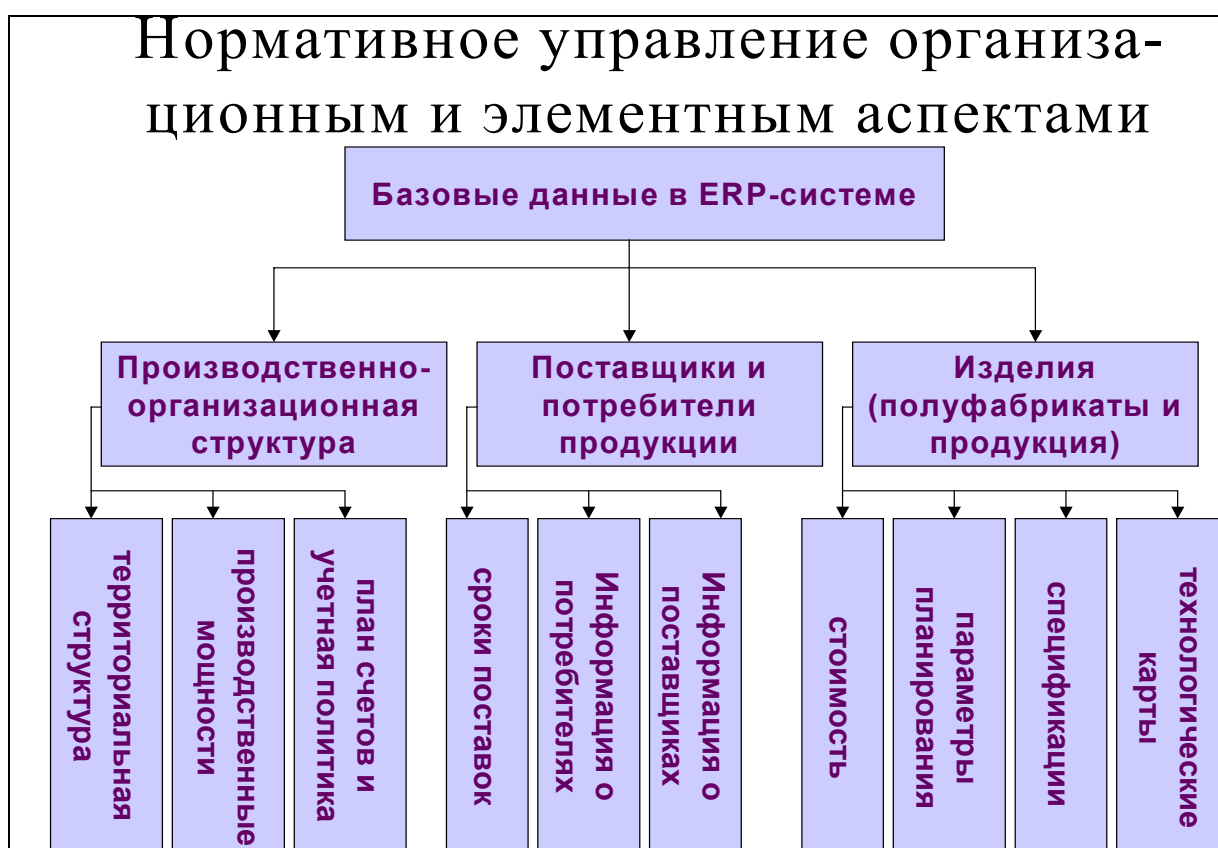 Нормативное управление организа-
ционным и элементным аспектами
Базовые данные в ERP-системе
Производственно-
организационная
структура
Поставщики и
потребители
продукции
Изделия
(полуфабрикаты и
продукция)
территориальная
структура
производственные
мощности
план счетов и
учетная политика
сроки поставок
Информация о
потребителях
Информация о
поставщиках
стоимость
параметры
планирования
спецификации
технологические
карты